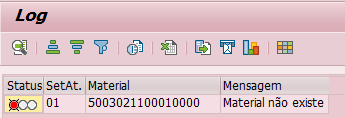 Log
Status SetAt. Material Mensagem
01 5003021100010000 Material não existe